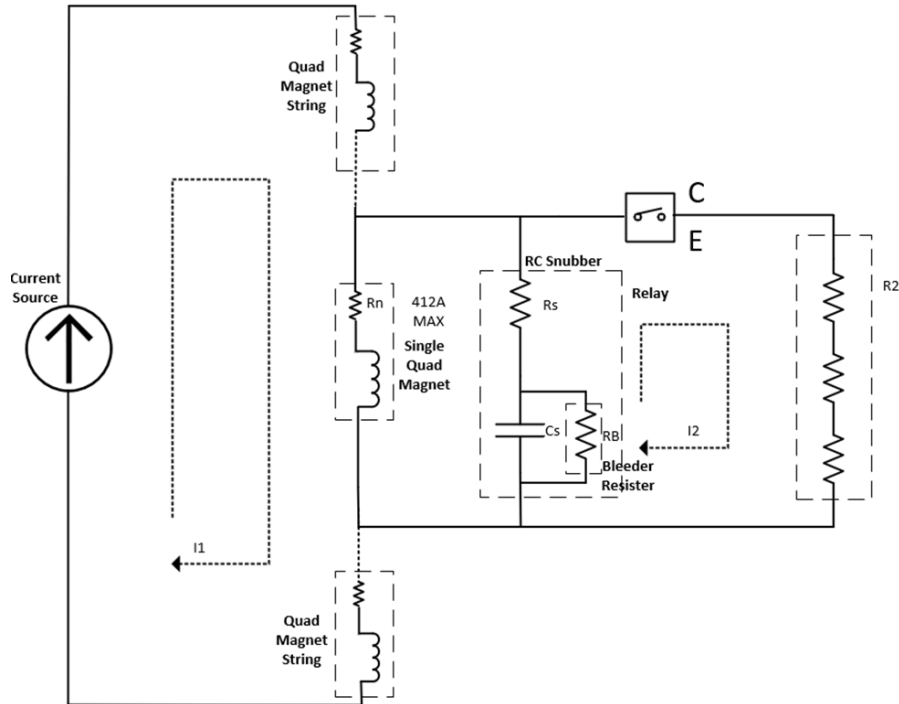 Quad
Magnet
String
C
E
RC Snubber
Relay
R2
Current
Source
Rn
412A
MAX
Single
Quad
Magnet
Rs
Cs
RB
Bleeder
Resister
I2
I1
Quad
Magnet
String